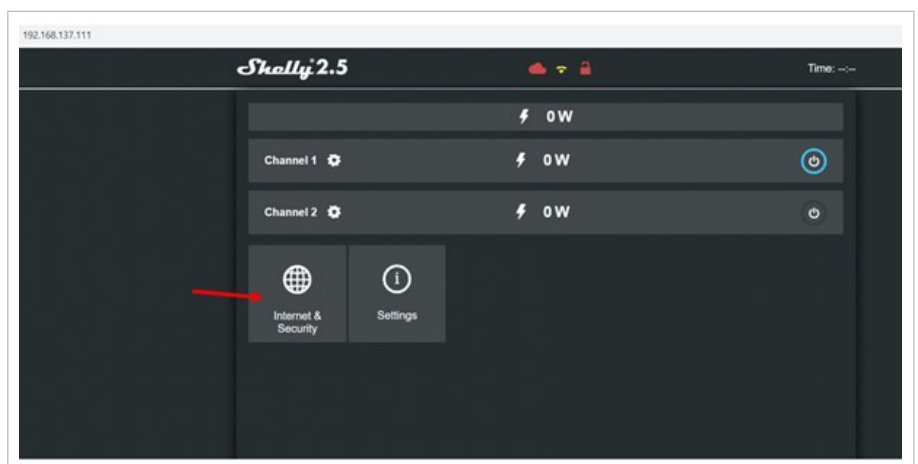 192.168.137.111
Shelly 2.5
Time: --:--
0 W
Channel 1
0 W
Channel 2
0 W
Internet &
Security
Settings